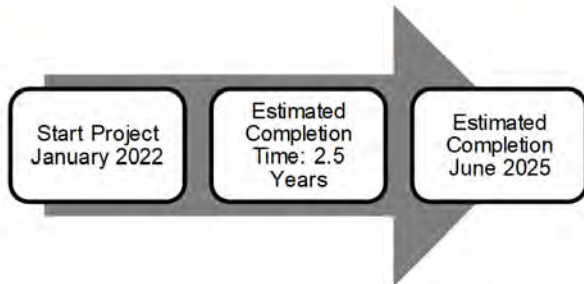 Start Project
January 2022
Estimated
Completion
Time: 2.5
Years
Estimated
Completion
June 2025